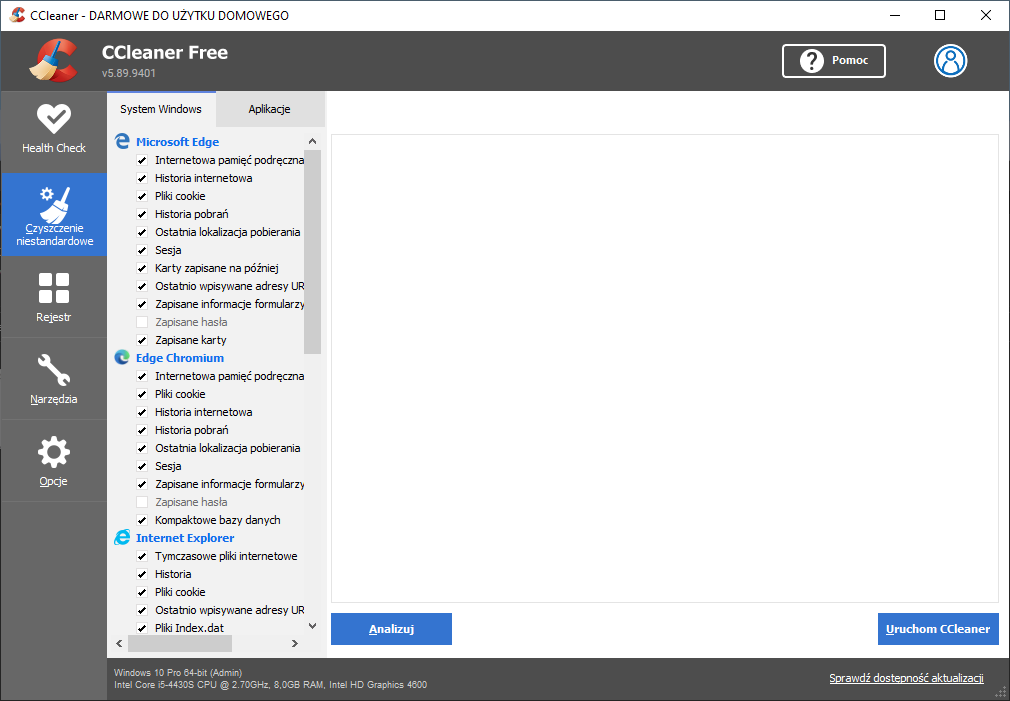 CCleaner - DARMOWE DO UŻYTKU DOMOWEGO
CCleaner Free
v5.89.9401
Pomoc
Health Check
Czyszczenie
niestandardowe
Rejestr
Narzędzia
Opcje
System Windows
Aplikacje
Microsoft Edge
Internetowa pamięć podręczna
Historia internetowa
Pliki cookie
Historia pobrań
Ostatnia lokalizacja pobierania
Sesja
Karty zapisane na później
Ostatnio wpisywane adresy UR
Zapisane informacje formularzy
Zapisane hasła
Zapisane karty
Edge Chromium
Internetowa pamięć podręczna
Pliki cookie
Historia internetowa
Historia pobrań
Ostatnia lokalizacja pobierania
Sesja
Zapisane informacje formularzy
Zapisane hasła
Kompaktowe bazy danych
Internet Explorer
Tymczasowe pliki internetowe
Historia
Pliki cookie
Ostatnio wpisywane adresy UR
Pliki Index.dat
Analizuj
Uruchom CCleaner
Windows 10 Pro 64-bit (Admin)
Intel Core i5-4430S CPU @ 2.70GHz, 8,0GB RAM, Intel HD Graphics 4600
Sprawdź dostępność aktualizacji